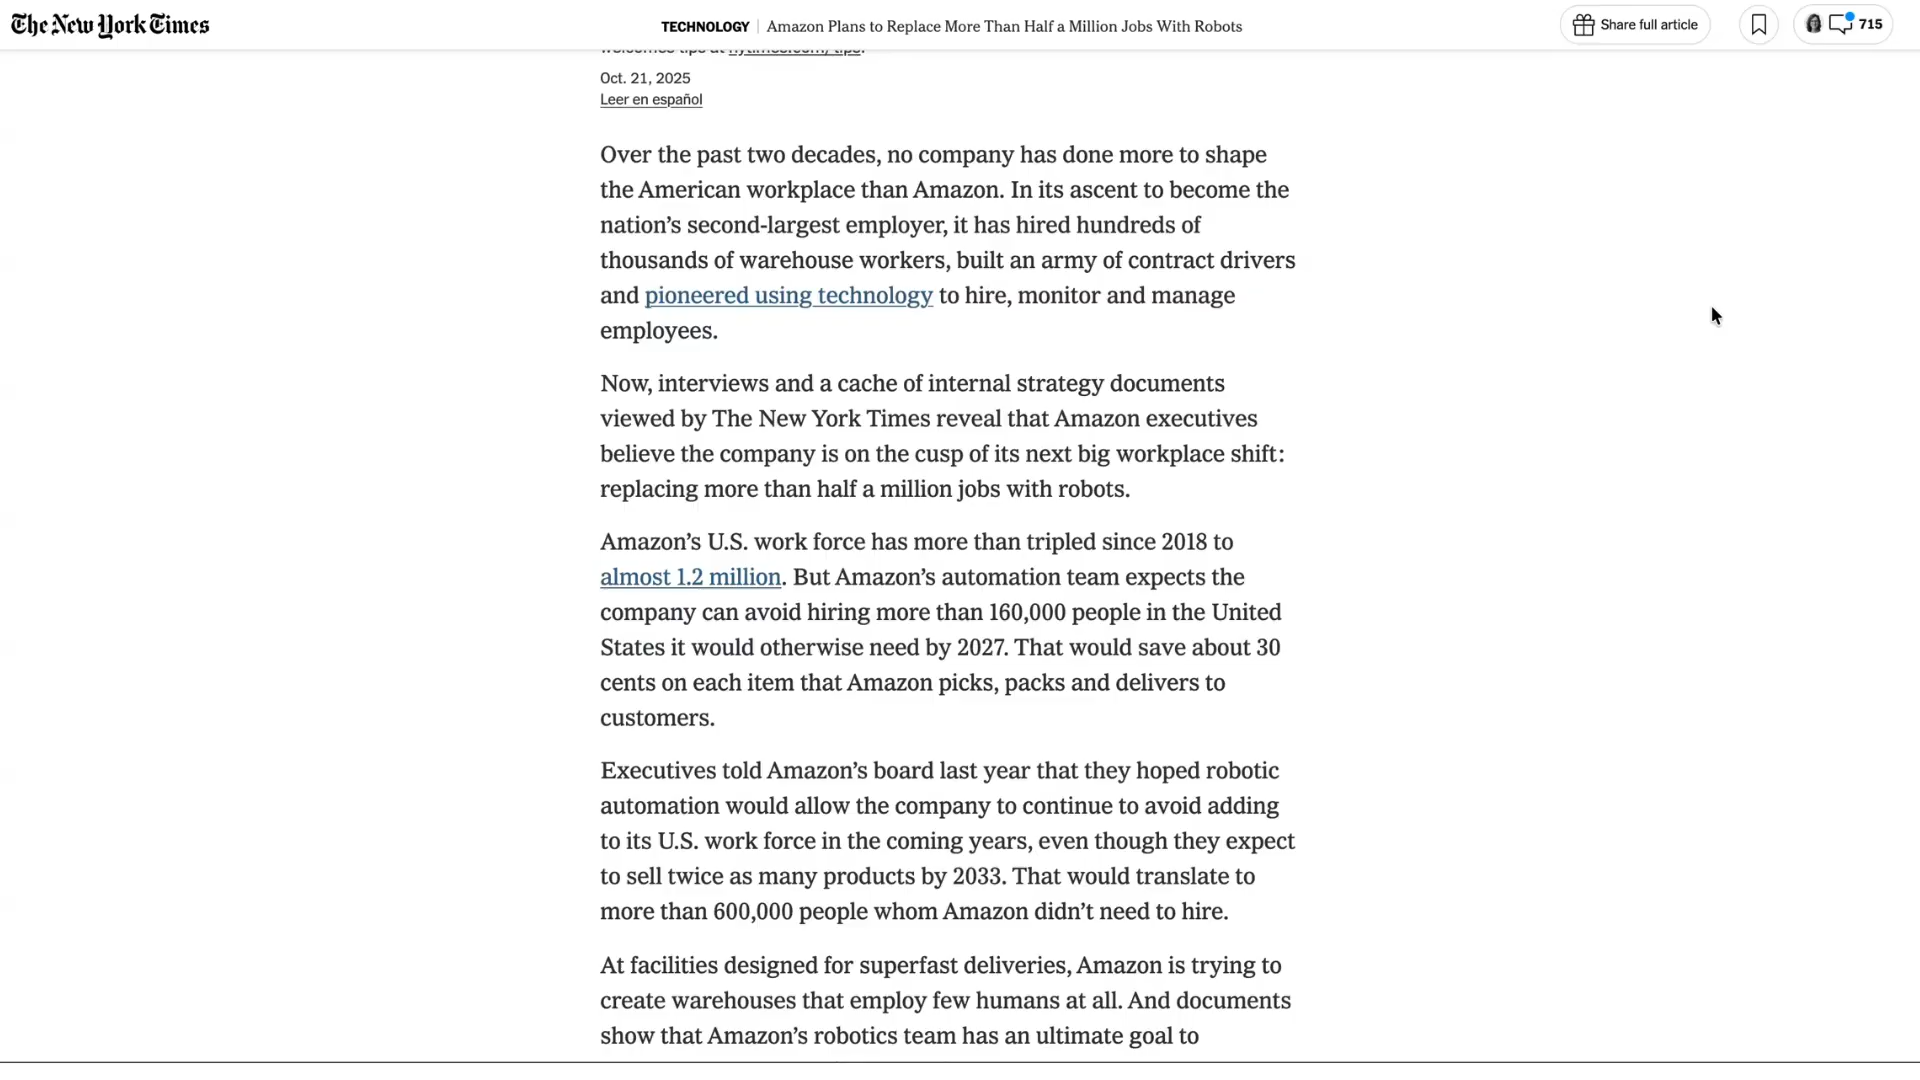 The New York Times
TECHNOLOGY | Amazon Plans to Replace More Than Half a Million Jobs With Robots
Share full article
715
welcomes tips at nytimes.com/tips.
Oct. 21, 2025
Leer en español
Over the past two decades, no company has done more to shape
the American workplace than Amazon. In its ascent to become the
nation’s second-largest employer, it has hired hundreds of
thousands of warehouse workers, built an army of contract drivers
and pioneered using technology to hire, monitor and manage
employees.
Now, interviews and a cache of internal strategy documents
viewed by The New York Times reveal that Amazon executives
believe the company is on the cusp of its next big workplace shift:
replacing more than half a million jobs with robots.
Amazon’s U.S. work force has more than tripled since 2018 to
almost 1.2 million. But Amazon’s automation team expects the
company can avoid hiring more than 160,000 people in the United
States it would otherwise need by 2027. That would save about 30
cents on each item that Amazon picks, packs and delivers to
customers.
Executives told Amazon’s board last year that they hoped robotic
automation would allow the company to continue to avoid adding
to its U.S. work force in the coming years, even though they expect
to sell twice as many products by 2033. That would translate to
more than 600,000 people whom Amazon didn’t need to hire.
At facilities designed for superfast deliveries, Amazon is trying to
create warehouses that employ few humans at all. And documents
show that Amazon’s robotics team has an ultimate goal to